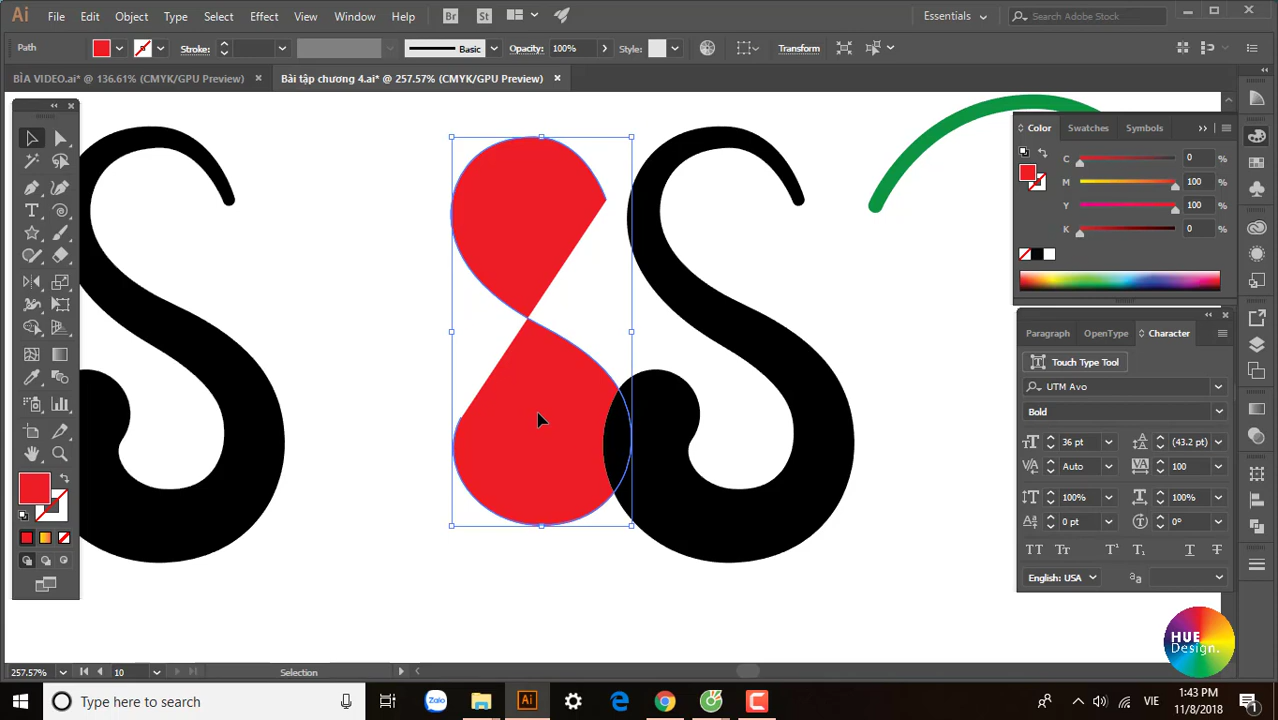 Ai File Edit Object Type Select Effect View Window Help Br St Essentials Search Adobe Stock
Path Stroke: Basic Opacity: 100% Style: Transform
BÌA VIDEO.ai* @ 136.61% (CMYK/GPU Preview) × Bài tập chương 4.ai* @ 257.57% (CMYK/GPU Preview) ×
Color Swatches Symbols
C 0 %
M 100 %
Y 100 %
K 0 %
Paragraph OpenType Character
Touch Type Tool
UTM Avo
Bold
36 pt (43.2 pt)
Auto 100
100% 100%
0 pt 0°
TT Tr T¹ T₁ T T
English: USA
HUE
Design.
257.57% 10 Selection
Type here to search Zalo Ai VIE 1:43 PM
11/8/2018 1